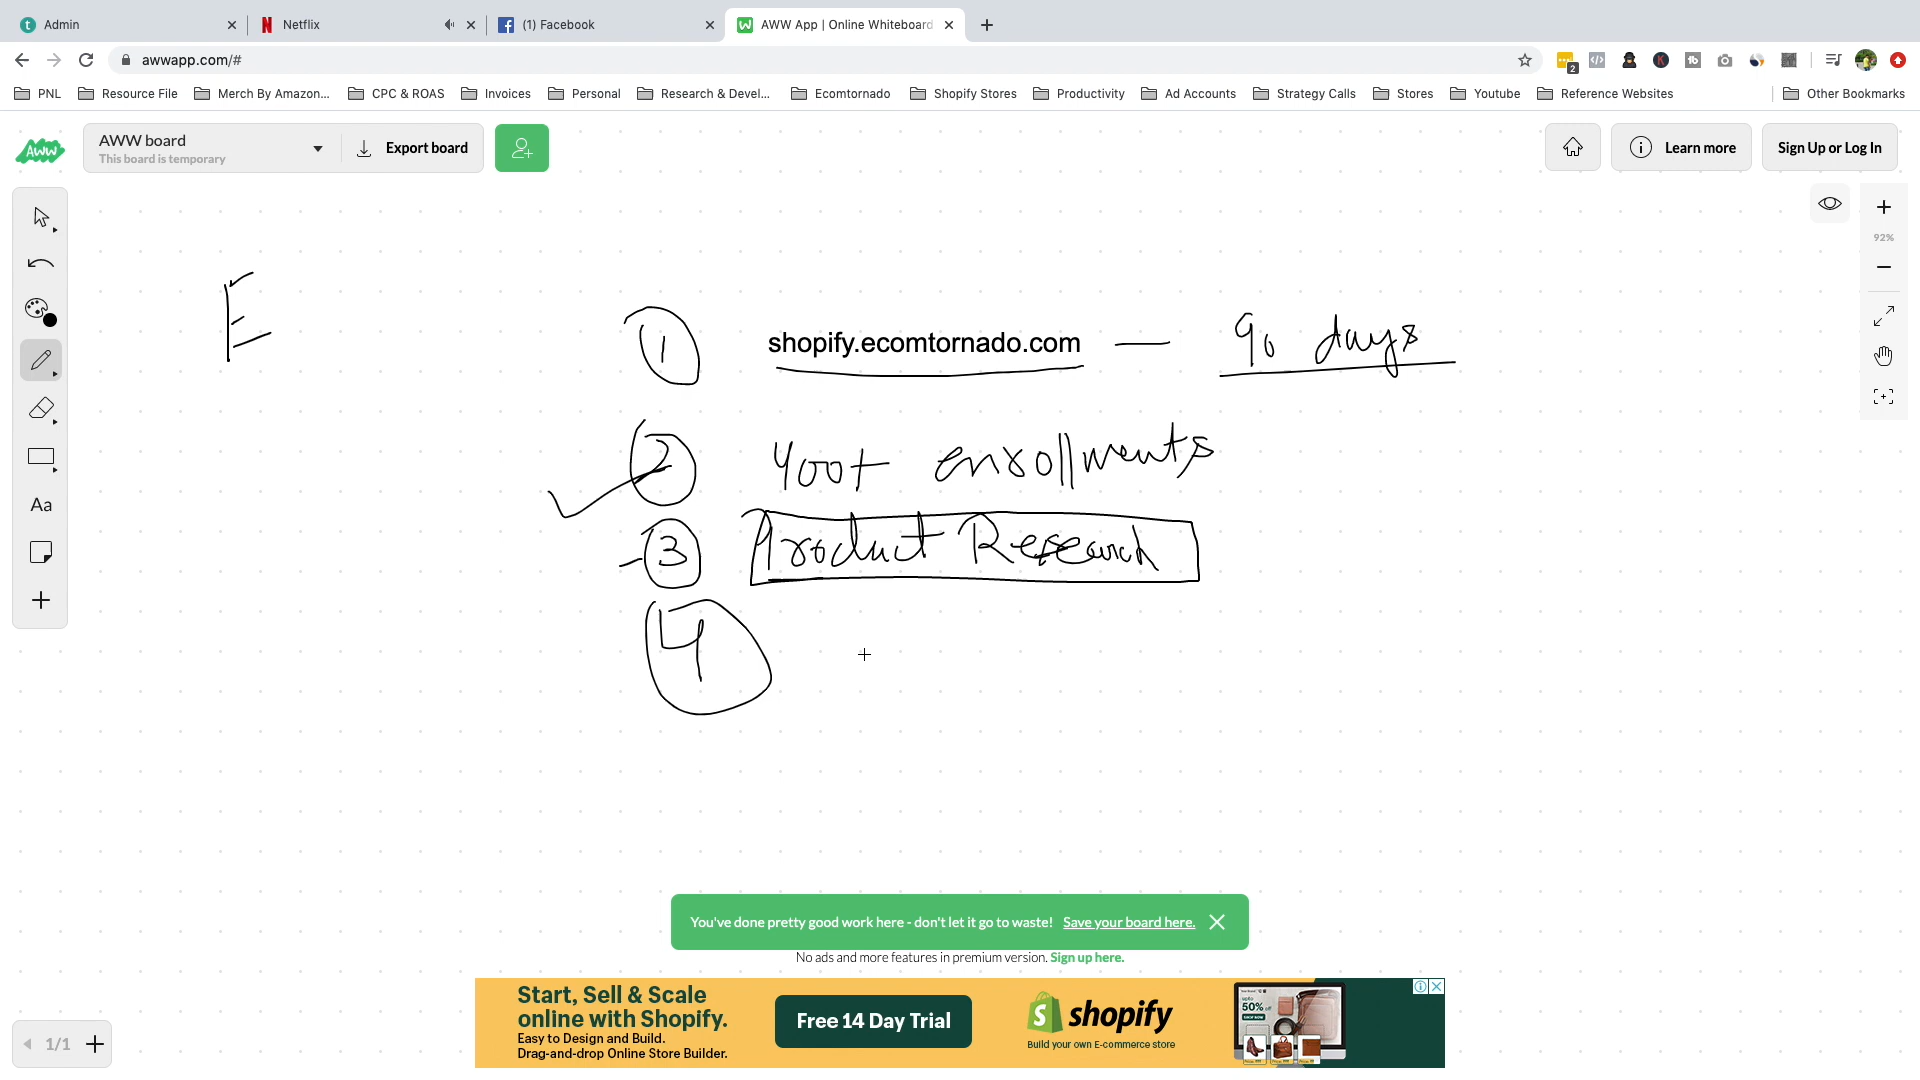 Admin
Netflix
(1) Facebook
AWW App | Online Whiteboard
awwapp.com/#
2
PNL
Resource File
Merch By Amazon...
CPC & ROAS
Invoices
Personal
Research & Devel...
Ecomtornado
Shopify Stores
Productivity
Ad Accounts
Strategy Calls
Stores
Youtube
Reference Websites
Other Bookmarks
AWW
AWW board
This board is temporary
Export board
Learn more
Sign Up or Log In
92%
E
1 shopify.ecomtornado.com — 90 days
2 400+ enrollments
3 Product Research
4
Aa
You've done pretty good work here - don't let it go to waste! Save your board here.
No ads and more features in premium version. Sign up here.
Start, Sell & Scale
online with Shopify.
Easy to Design and Build.
Drag-and-drop Online Store Builder.
Free 14 Day Trial
shopify
Build your own E-commerce store
50%
1/1